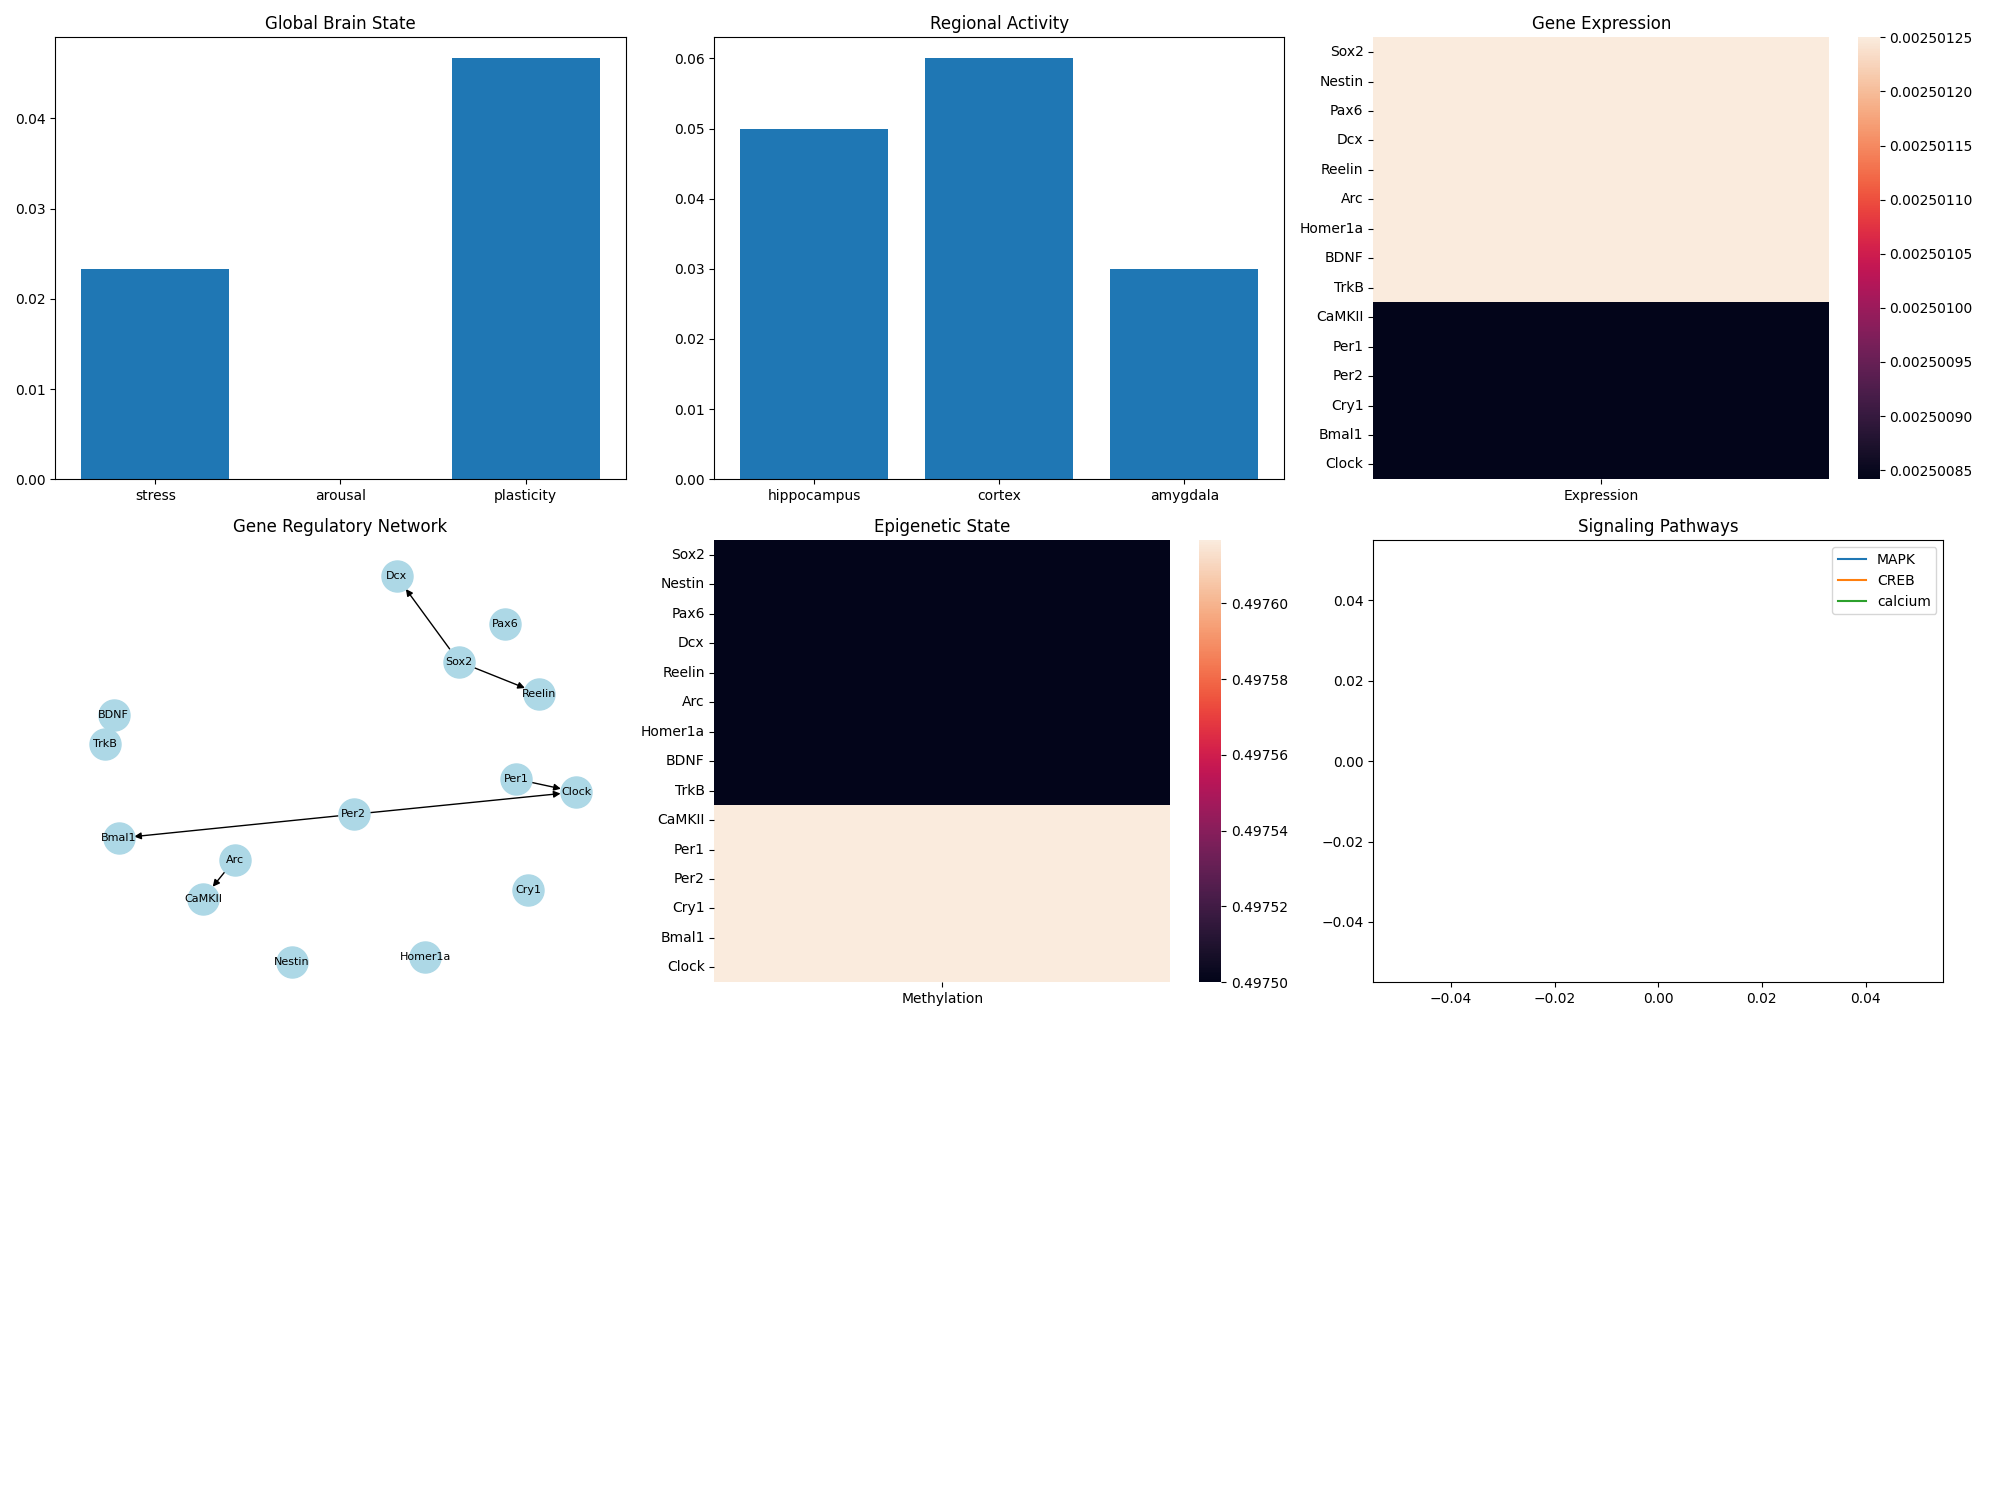 Global Brain State
0.04
0.03
0.02
0.01
0.00
stress arousal plasticity
Regional Activity
0.06
0.05
0.04
0.03
0.02
0.01
0.00
hippocampus cortex amygdala
Gene Expression
Sox2
Nestin
Pax6
Dcx
Reelin
Arc
Homer1a
BDNF
TrkB
CaMKII
Per1
Per2
Cry1
Bmal1
Clock
Expression
0.00250125
0.00250120
0.00250115
0.00250110
0.00250105
0.00250100
0.00250095
0.00250090
0.00250085
Gene Regulatory Network
Dcx
Pax6
Sox2
Reelin
BDNF
TrkB
Per1
Clock
Per2
Bmal1
Arc
CaMKII
Cry1
Nestin
Homer1a
Epigenetic State
Sox2
Nestin
Pax6
Dcx
Reelin
Arc
Homer1a
BDNF
TrkB
CaMKII
Per1
Per2
Cry1
Bmal1
Clock
Methylation
0.49760
0.49758
0.49756
0.49754
0.49752
0.49750
Signaling Pathways
MAPK
CREB
calcium
0.04
0.02
0.00
−0.02
−0.04
−0.04 −0.02 0.00 0.02 0.04